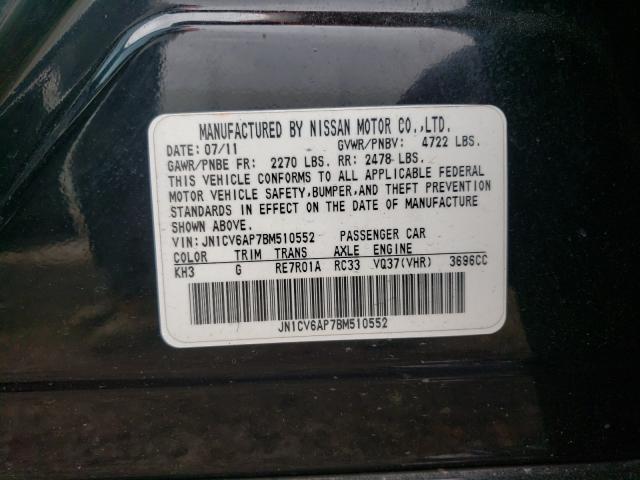 MANUFACTURED BY NISSAN MOTOR CO.,LTD.
DATE: 07/11 GVWR/PNBV: 4722 LBS.
GAWR/PNBE FR: 2270 LBS. RR: 2478 LBS.
THIS VEHICLE CONFORMS TO ALL APPLICABLE FEDERAL
MOTOR VEHICLE SAFETY,BUMPER,AND THEFT PREVENTION
STANDARDS IN EFFECT ON THE DATE OF MANUFACTURE
SHOWN ABOVE.
VIN: JN1CV6AP7BM510552 PASSENGER CAR
COLOR TRIM TRANS AXLE ENGINE
KH3 G RE7R01A RC33 VQ37(VHR) 3696CC
JN1CV6AP7BM510552